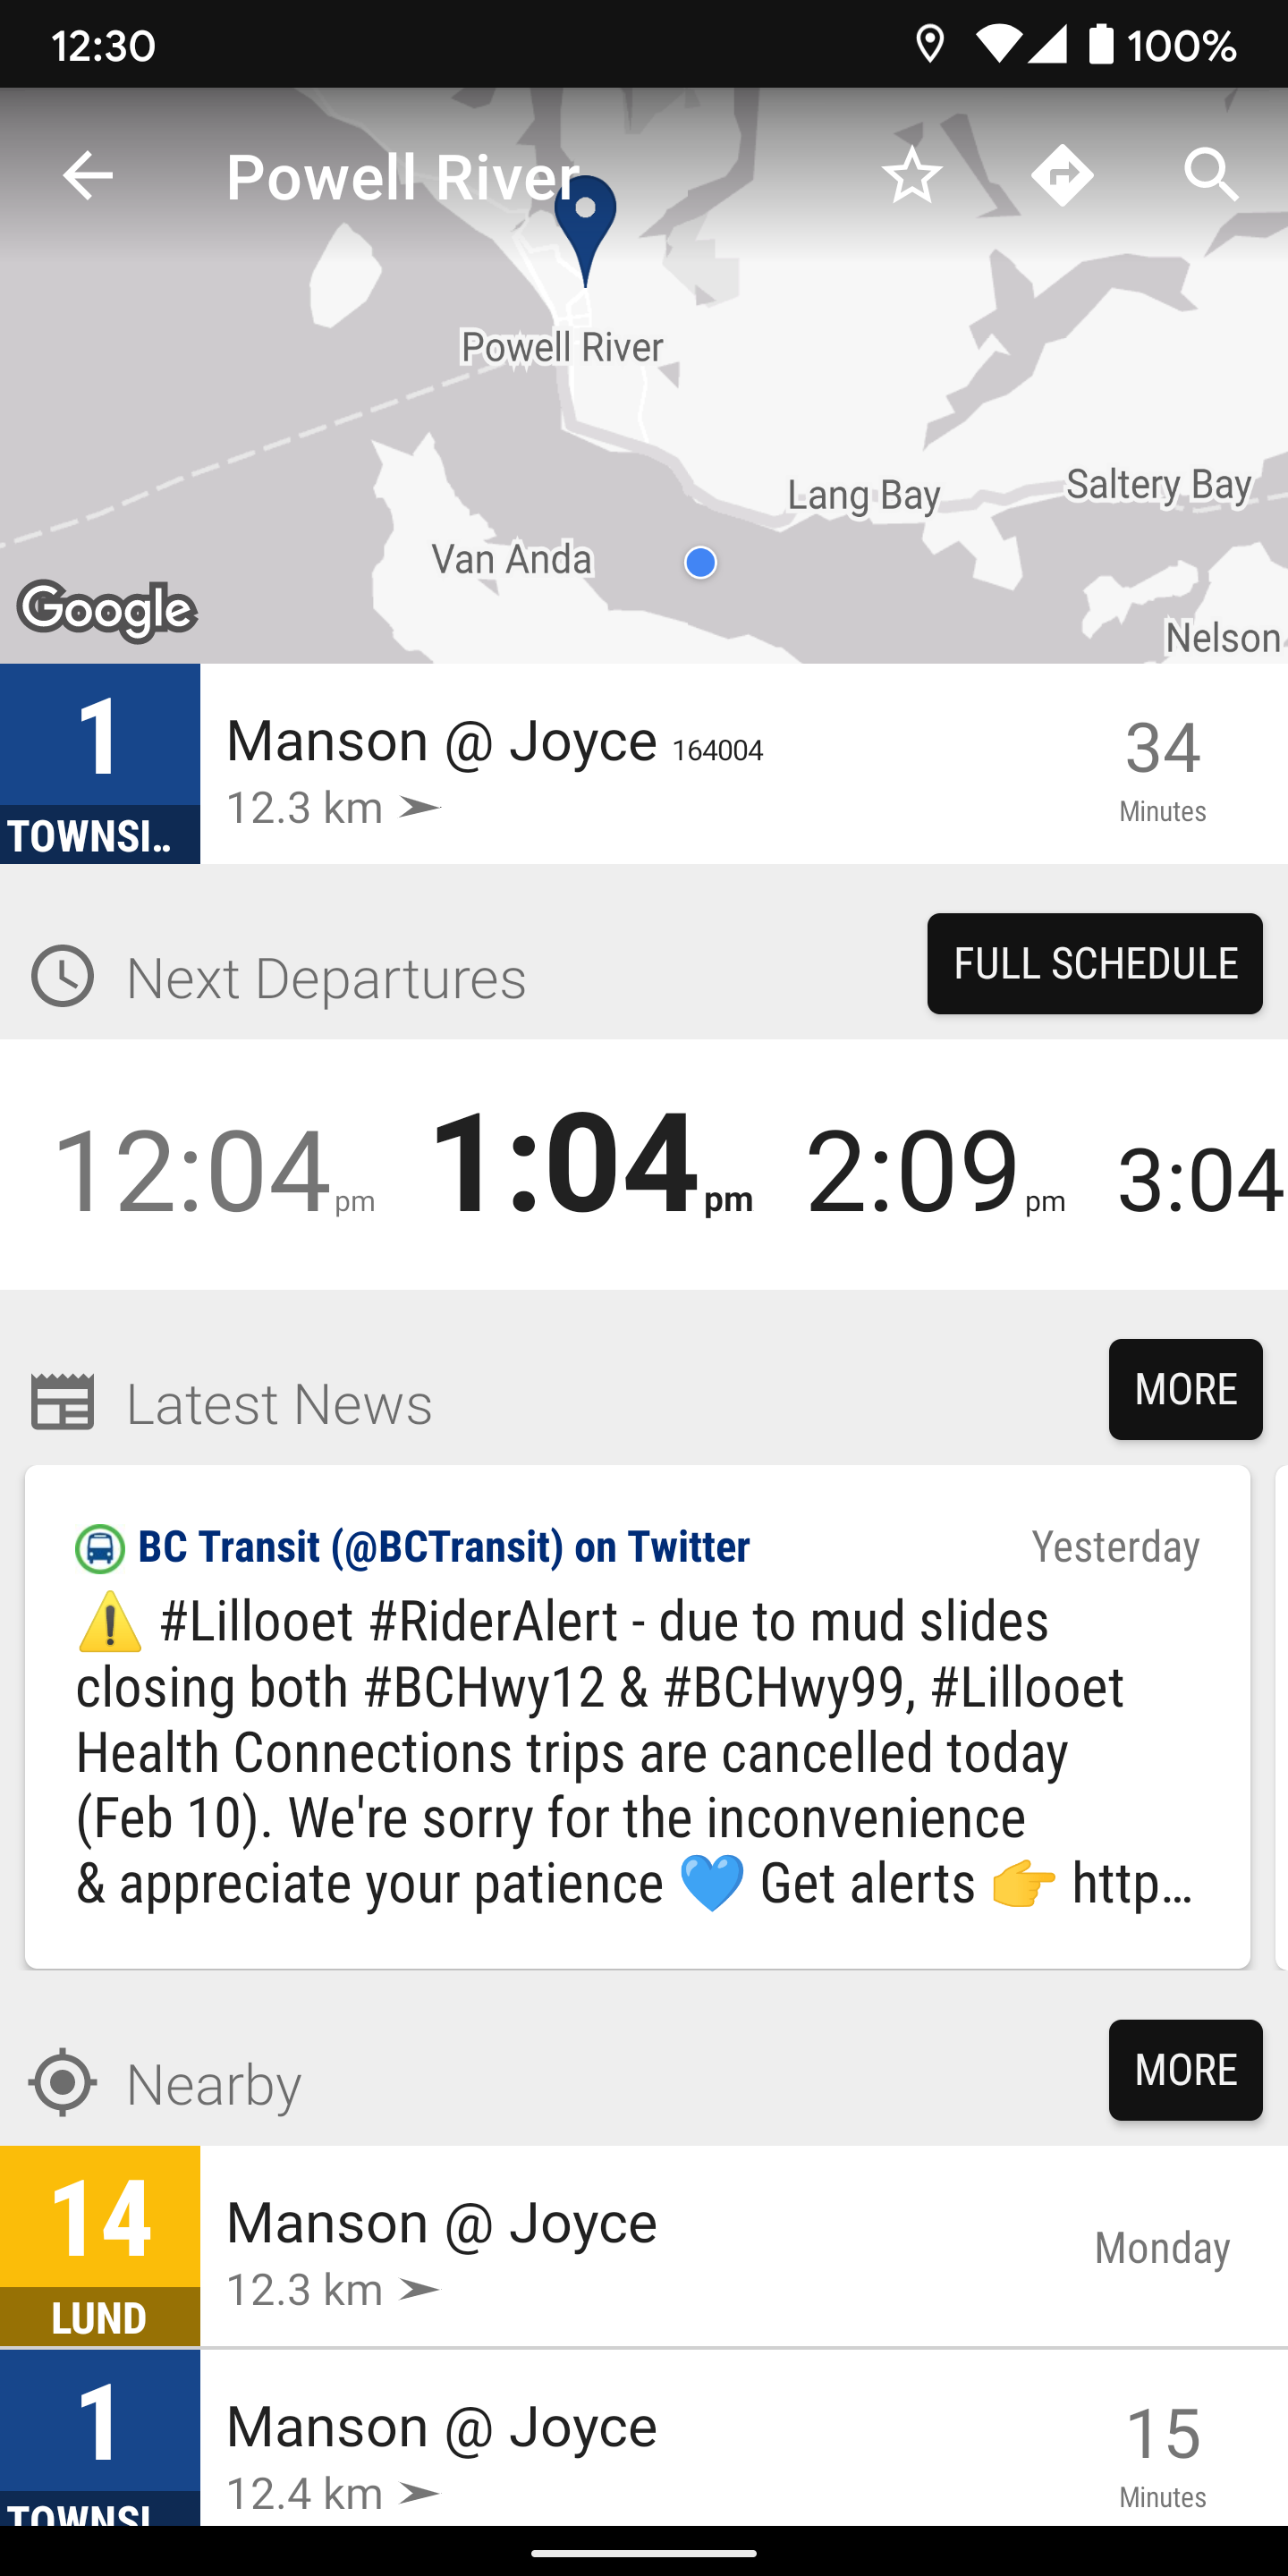 12:30
100%
Powell River
Powell River
Lang Bay
Saltery Bay
Van Anda
Google
Nelson
1
TOWNSI..
Manson @ Joyce 164004
12.3 km
34
Minutes
Next Departures
FULL SCHEDULE
12:04 pm
1:04 pm
2:09 pm
3:04
Latest News
MORE
BC Transit (@BCTransit) on Twitter
Yesterday
⚠️ #Lillooet #RiderAlert - due to mud slides
closing both #BCHwy12 & #BCHwy99, #Lillooet
Health Connections trips are cancelled today
(Feb 10). We're sorry for the inconvenience
& appreciate your patience 💙 Get alerts 👉 http...
Nearby
MORE
14
LUND
Manson @ Joyce
12.3 km
Monday
1
TOWNSI..
Manson @ Joyce
12.4 km
15
Minutes